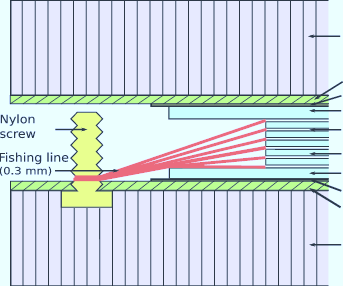 Nylon
screw
Fishing line
(0.3 mm)